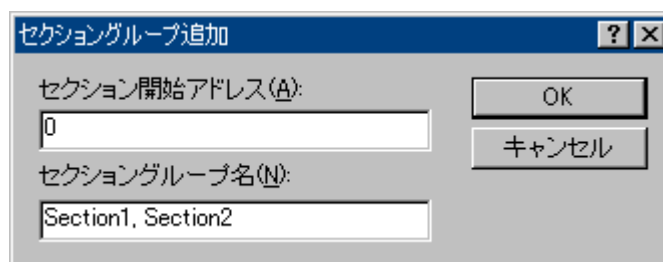 セクショングループ追加
セクション開始アドレス(A):
OK
0
キャンセル
セクショングループ名(N):
Section1, Section2